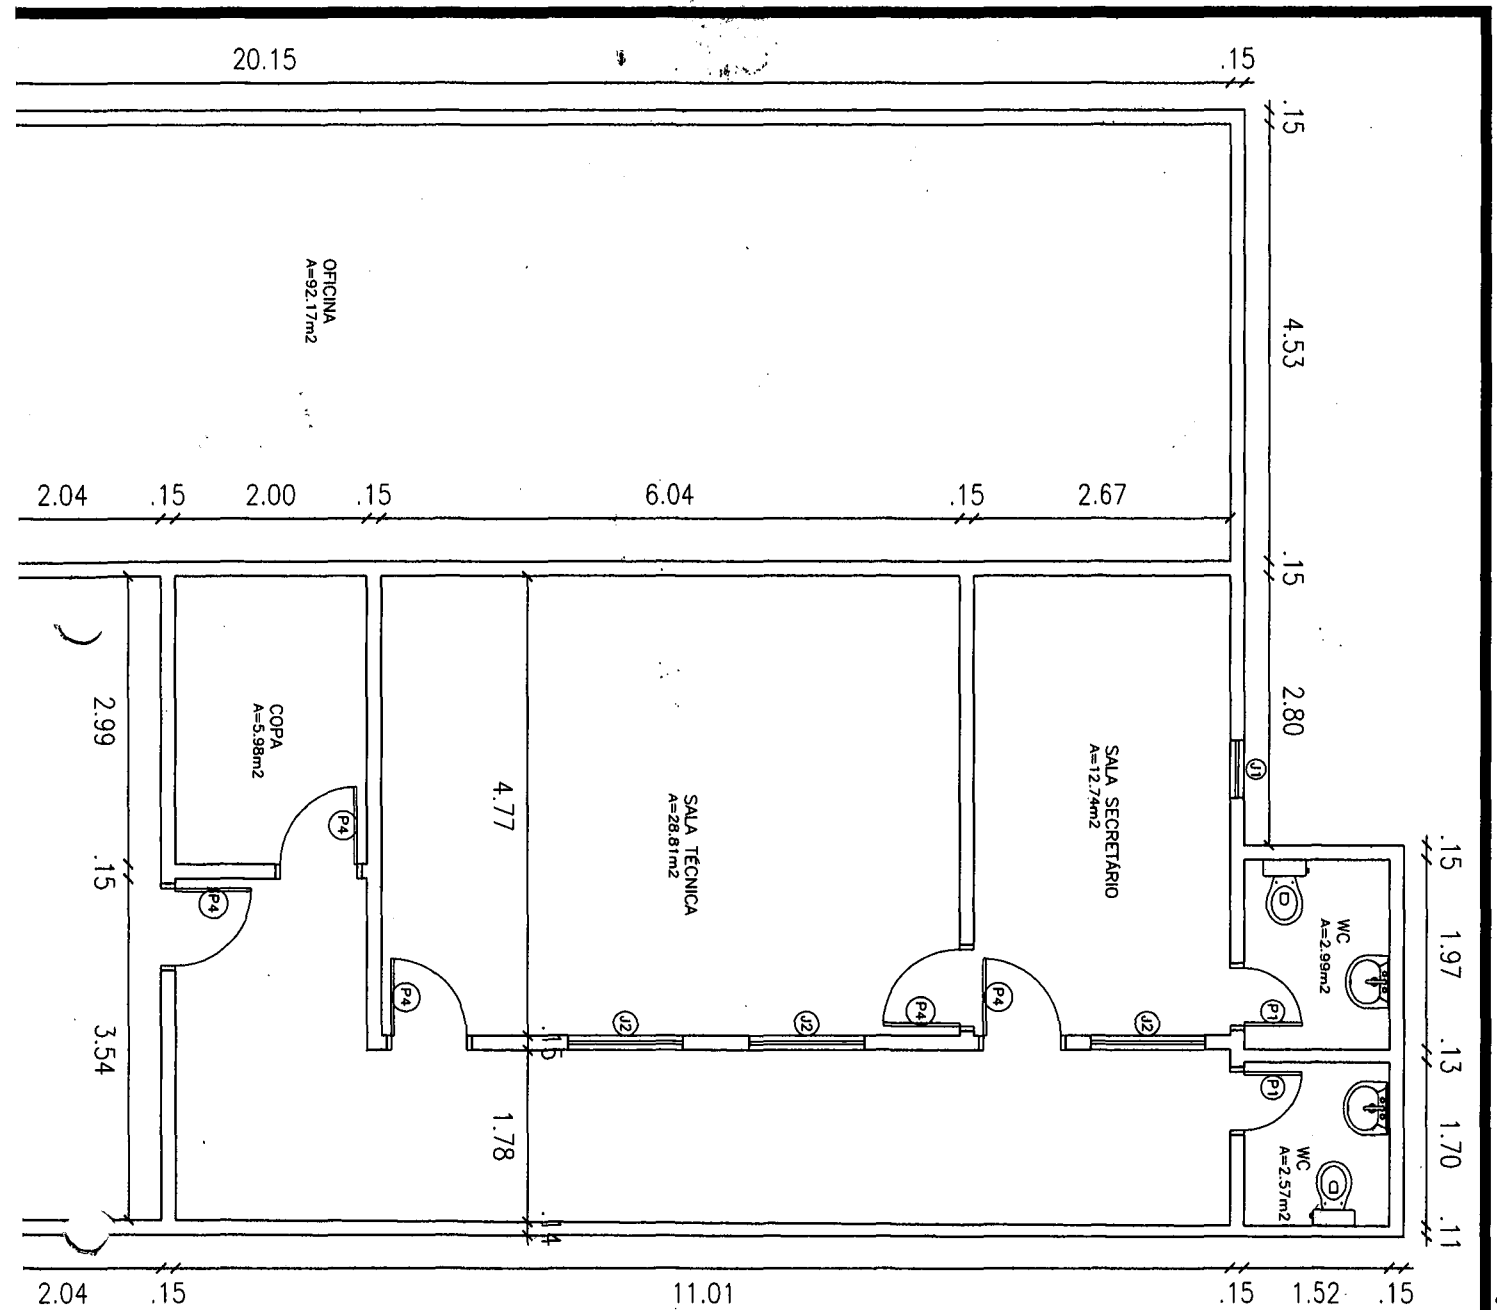 20.15
.15
.15
4.53
OFICINA
A=92.17m2
2.04
.15
2.00
.15
6.04
.15
2.67
.15
2.80
2.99
COPA
A=5.98m2
4.77
SALA TÉCNICA
A=28.81m2
SALA SECRETÁRIO
A=12.74m2
J1
P4
.15
P4
.15
1.97
WC
A=2.99m2
P4
P4
P4
P1
J2
J2
J2
.15
3.54
1.78
.13
P1
1.70
WC
A=2.57m2
.14
.11
2.04
.15
11.01
.15
1.52
.15